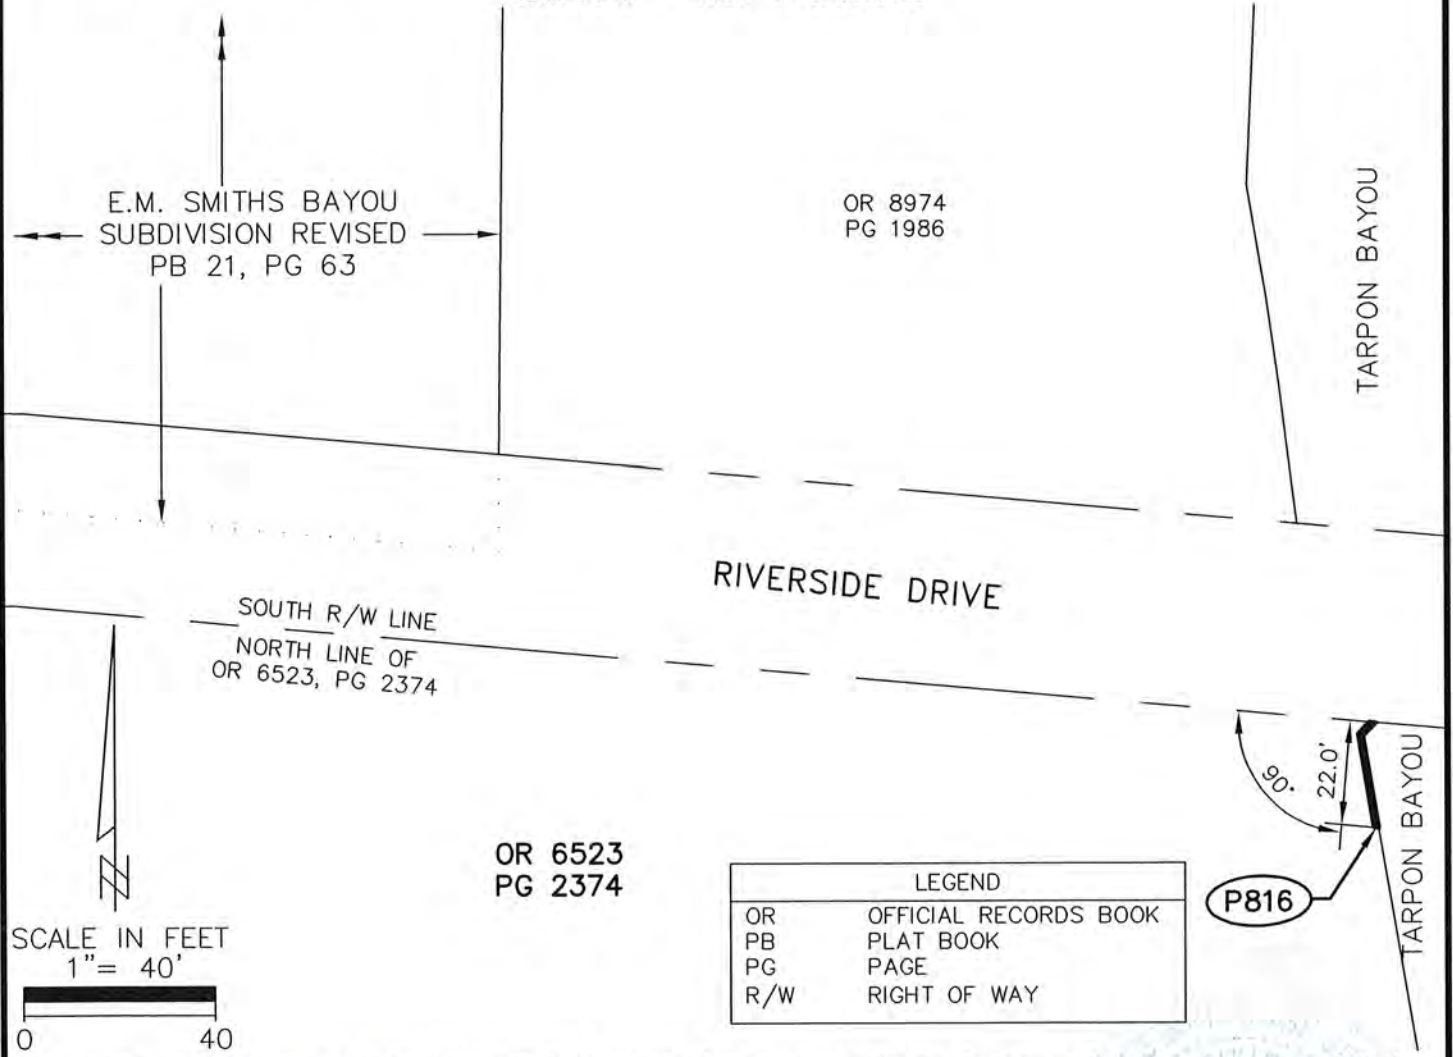 E.M. SMITHS BAYOU
SUBDIVISION REVISED
PB 21, PG 63
OR 8974
PG 1986
TARPON BAYOU
RIVERSIDE DRIVE
SOUTH R/W LINE
NORTH LINE OF
OR 6523, PG 2374
90°
22.0'
TARPON BAYOU
P816
OR 6523
PG 2374
N
SCALE IN FEET
1"= 40'
0 40
LEGEND
OR OFFICIAL RECORDS BOOK
PB PLAT BOOK
PG PAGE
R/W RIGHT OF WAY